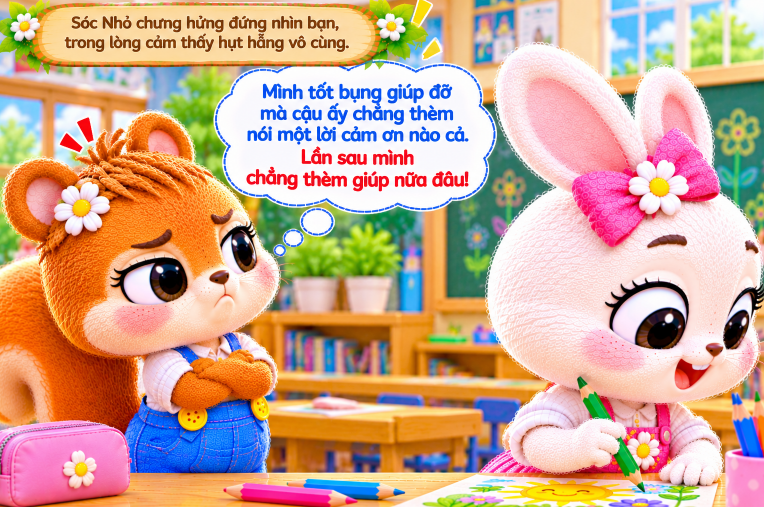 Sóc Nhỏ chưng hửng đứng nhìn bạn,
trong lòng cảm thấy hụt hẫng vô cùng.
Mình tốt bụng giúp đỡ
mà cậu ấy chẳng thèm
nói một lời cảm ơn nào cả.
Lần sau mình
chẳng thèm giúp nữa đâu!